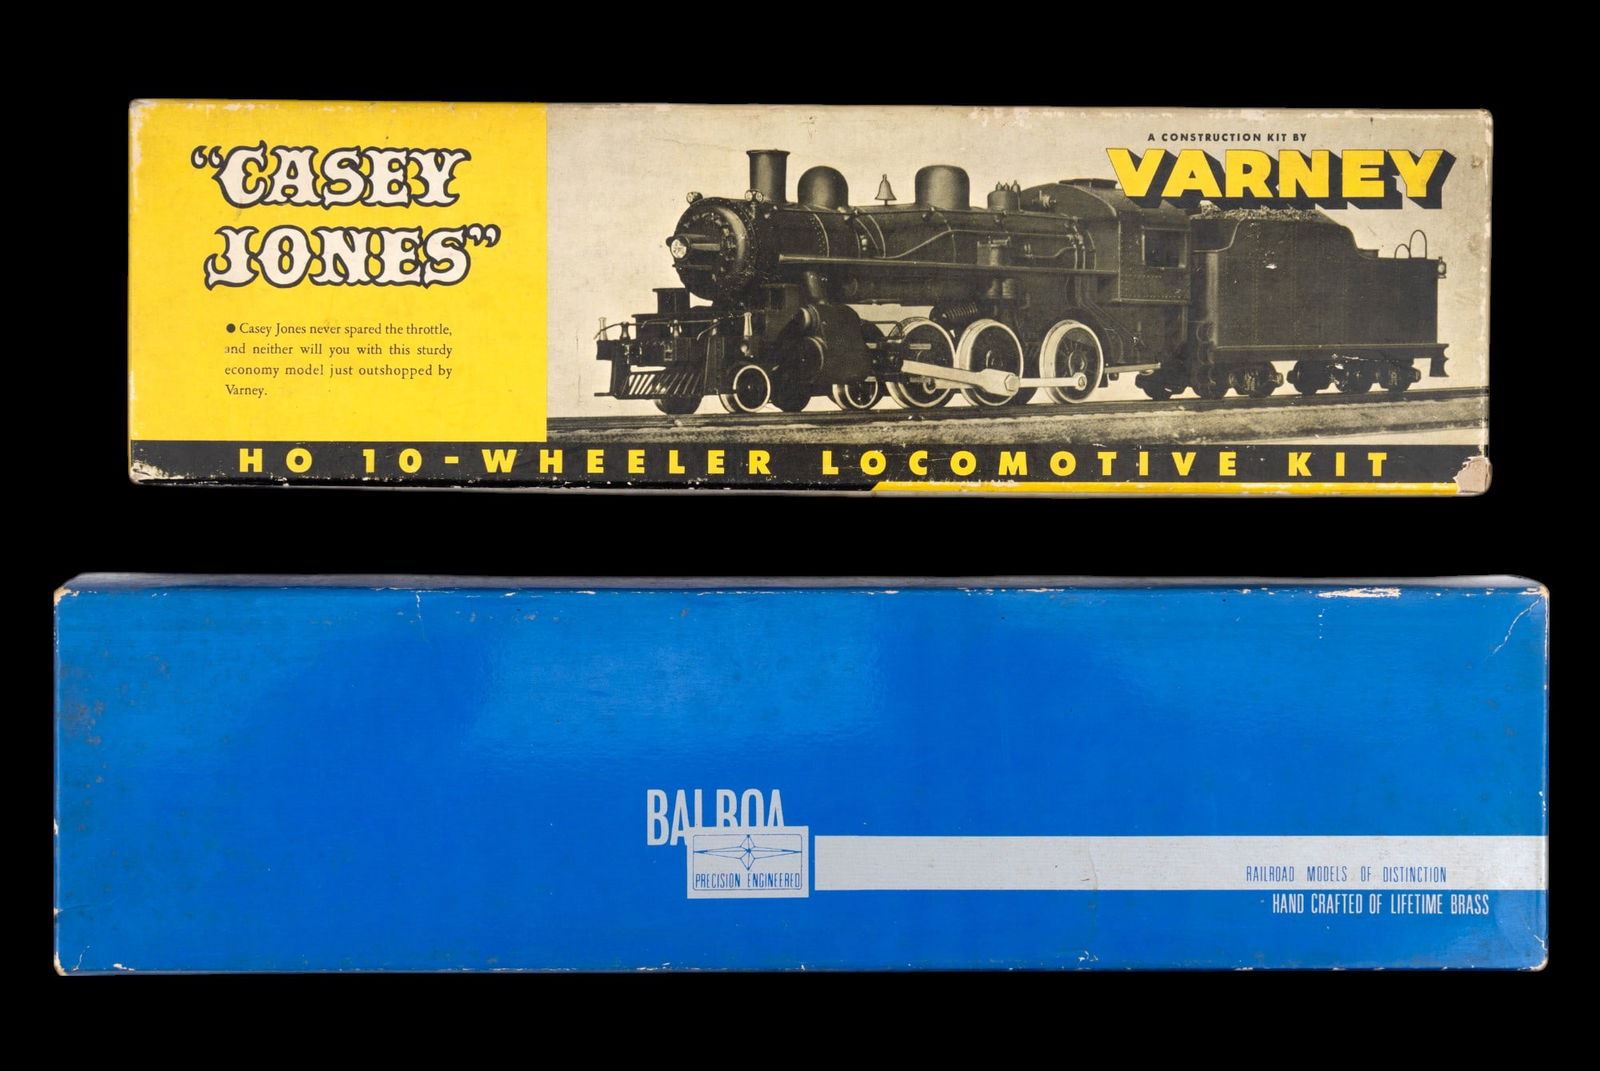 "CASEY
JONES"
● Casey Jones never spared the throttle,
and neither will you with this sturdy
economy model just outshopped by
Varney.
A CONSTRUCTION KIT BY
VARNEY
HO 10-WHEELER LOCOMOTIVE KIT
BALBOA
PRECISION ENGINEERED
RAILROAD MODELS OF DISTINCTION
HAND CRAFTED OF LIFETIME BRASS